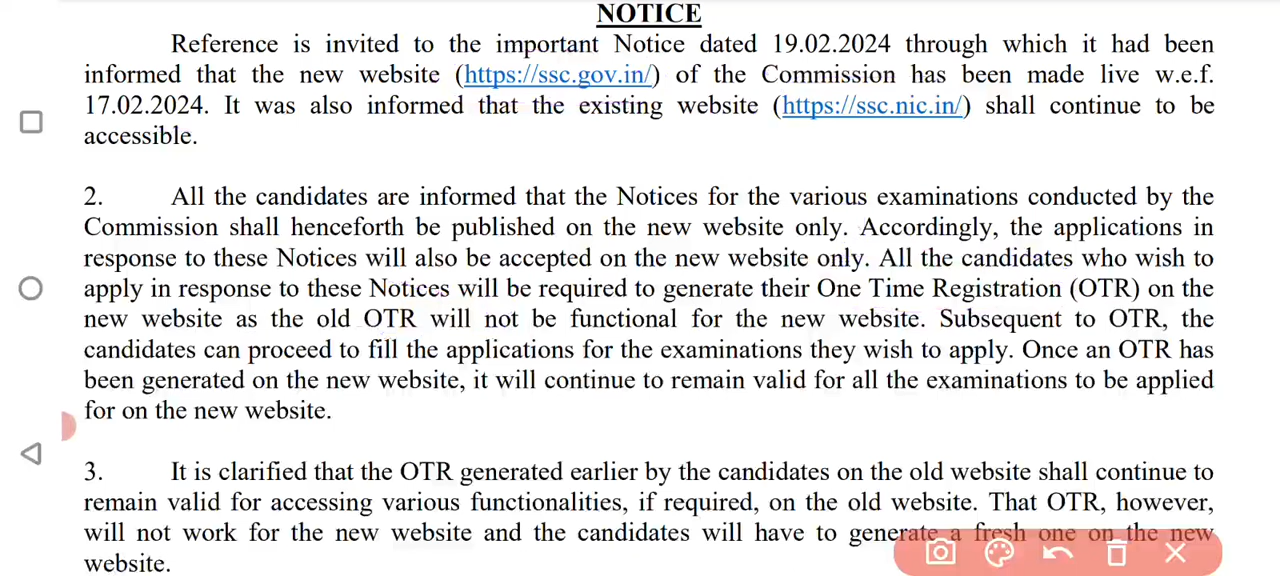 NOTICE
Reference is invited to the important Notice dated 19.02.2024 through which it had been
informed that the new website (https://ssc.gov.in/) of the Commission has been made live w.e.f.
17.02.2024. It was also informed that the existing website (https://ssc.nic.in/) shall continue to be
accessible.
2. All the candidates are informed that the Notices for the various examinations conducted by the
Commission shall henceforth be published on the new website only. Accordingly, the applications in
response to these Notices will also be accepted on the new website only. All the candidates who wish to
apply in response to these Notices will be required to generate their One Time Registration (OTR) on the
new website as the old OTR will not be functional for the new website. Subsequent to OTR, the
candidates can proceed to fill the applications for the examinations they wish to apply. Once an OTR has
been generated on the new website, it will continue to remain valid for all the examinations to be applied
for on the new website.
3. It is clarified that the OTR generated earlier by the candidates on the old website shall continue to
remain valid for accessing various functionalities, if required, on the old website. That OTR, however,
will not work for the new website and the candidates will have to generate a fresh one on the new
website.